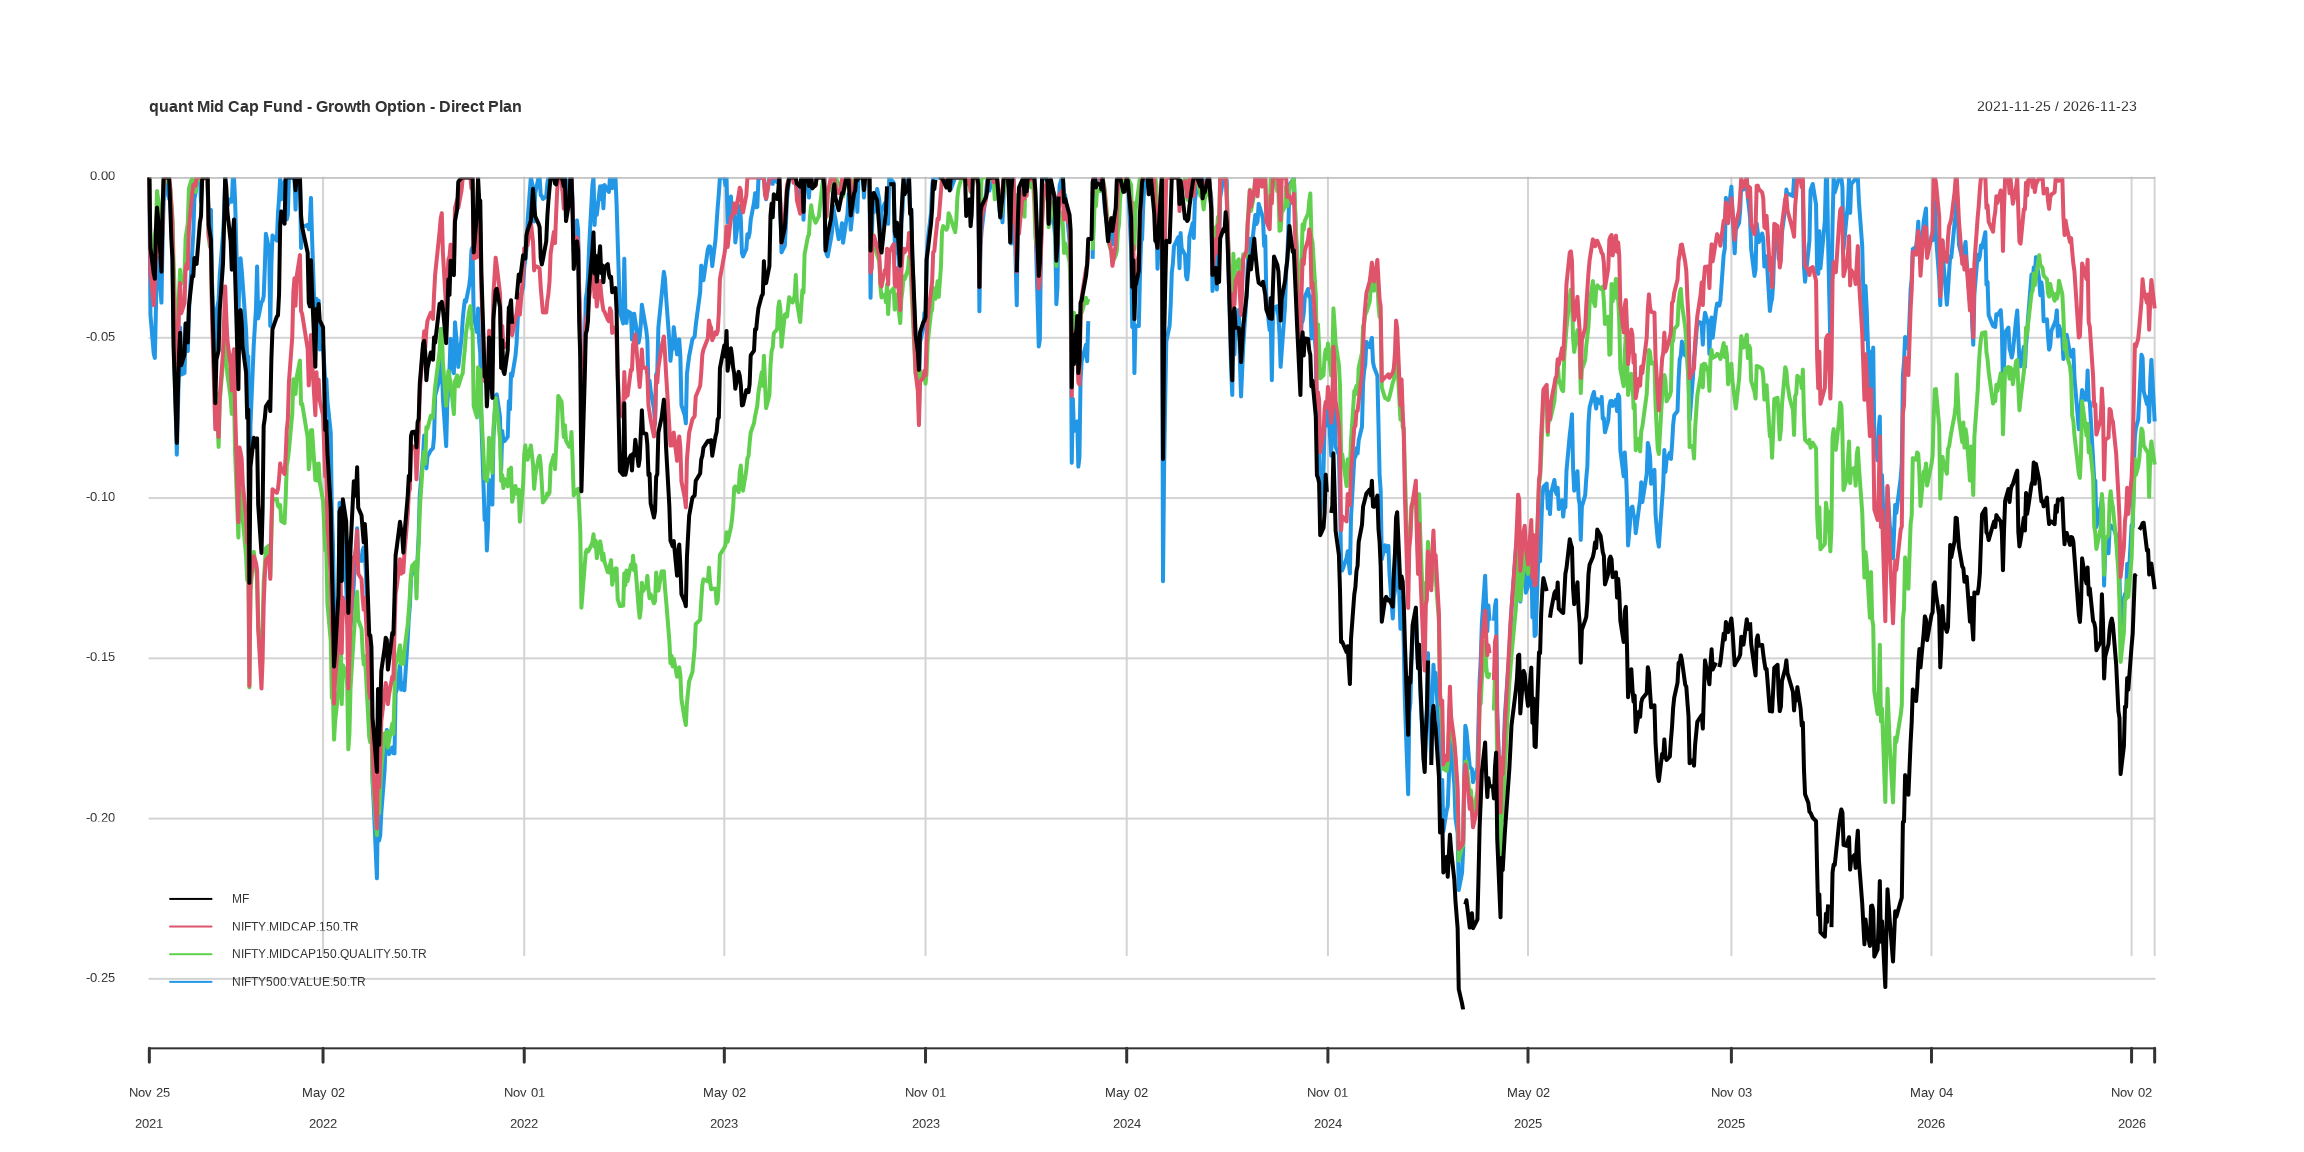 quant Mid Cap Fund - Growth Option - Direct Plan
2021-11-25 / 2026-11-23
0.00
-0.05
-0.10
-0.15
-0.20
-0.25
MF
NIFTY.MIDCAP.150.TR
NIFTY.MIDCAP150.QUALITY.50.TR
NIFTY500.VALUE.50.TR
Nov 25 May 02 Nov 01 May 02 Nov 01 May 02 Nov 01 May 02 Nov 03 May 04 Nov 02
2021 2022 2022 2023 2023 2024 2024 2025 2025 2026 2026